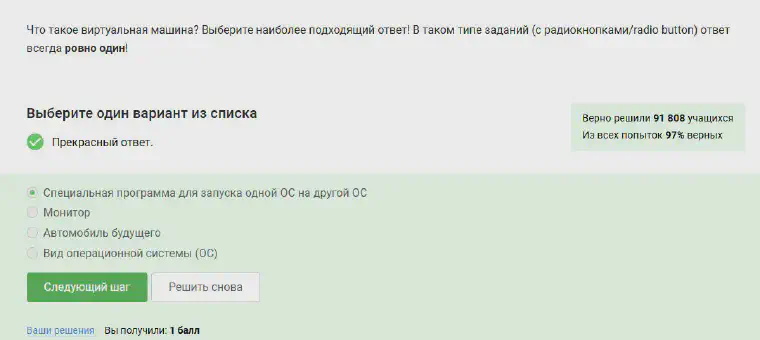 Что такое виртуальная машина? Выберите наиболее подходящий ответ! В таком типе заданий (с радиокнопками/radio button) ответ
всегда ровно один!
Выберите один вариант из списка
Прекрасный ответ.
Верно решили 91 808 учащихся
Из всех попыток 97% верных
Специальная программа для запуска одной ОС на другой ОС
Монитор
Автомобиль будущего
Вид операционной системы (ОС)
Следующий шаг
Решить снова
Ваши решения Вы получили: 1 балл